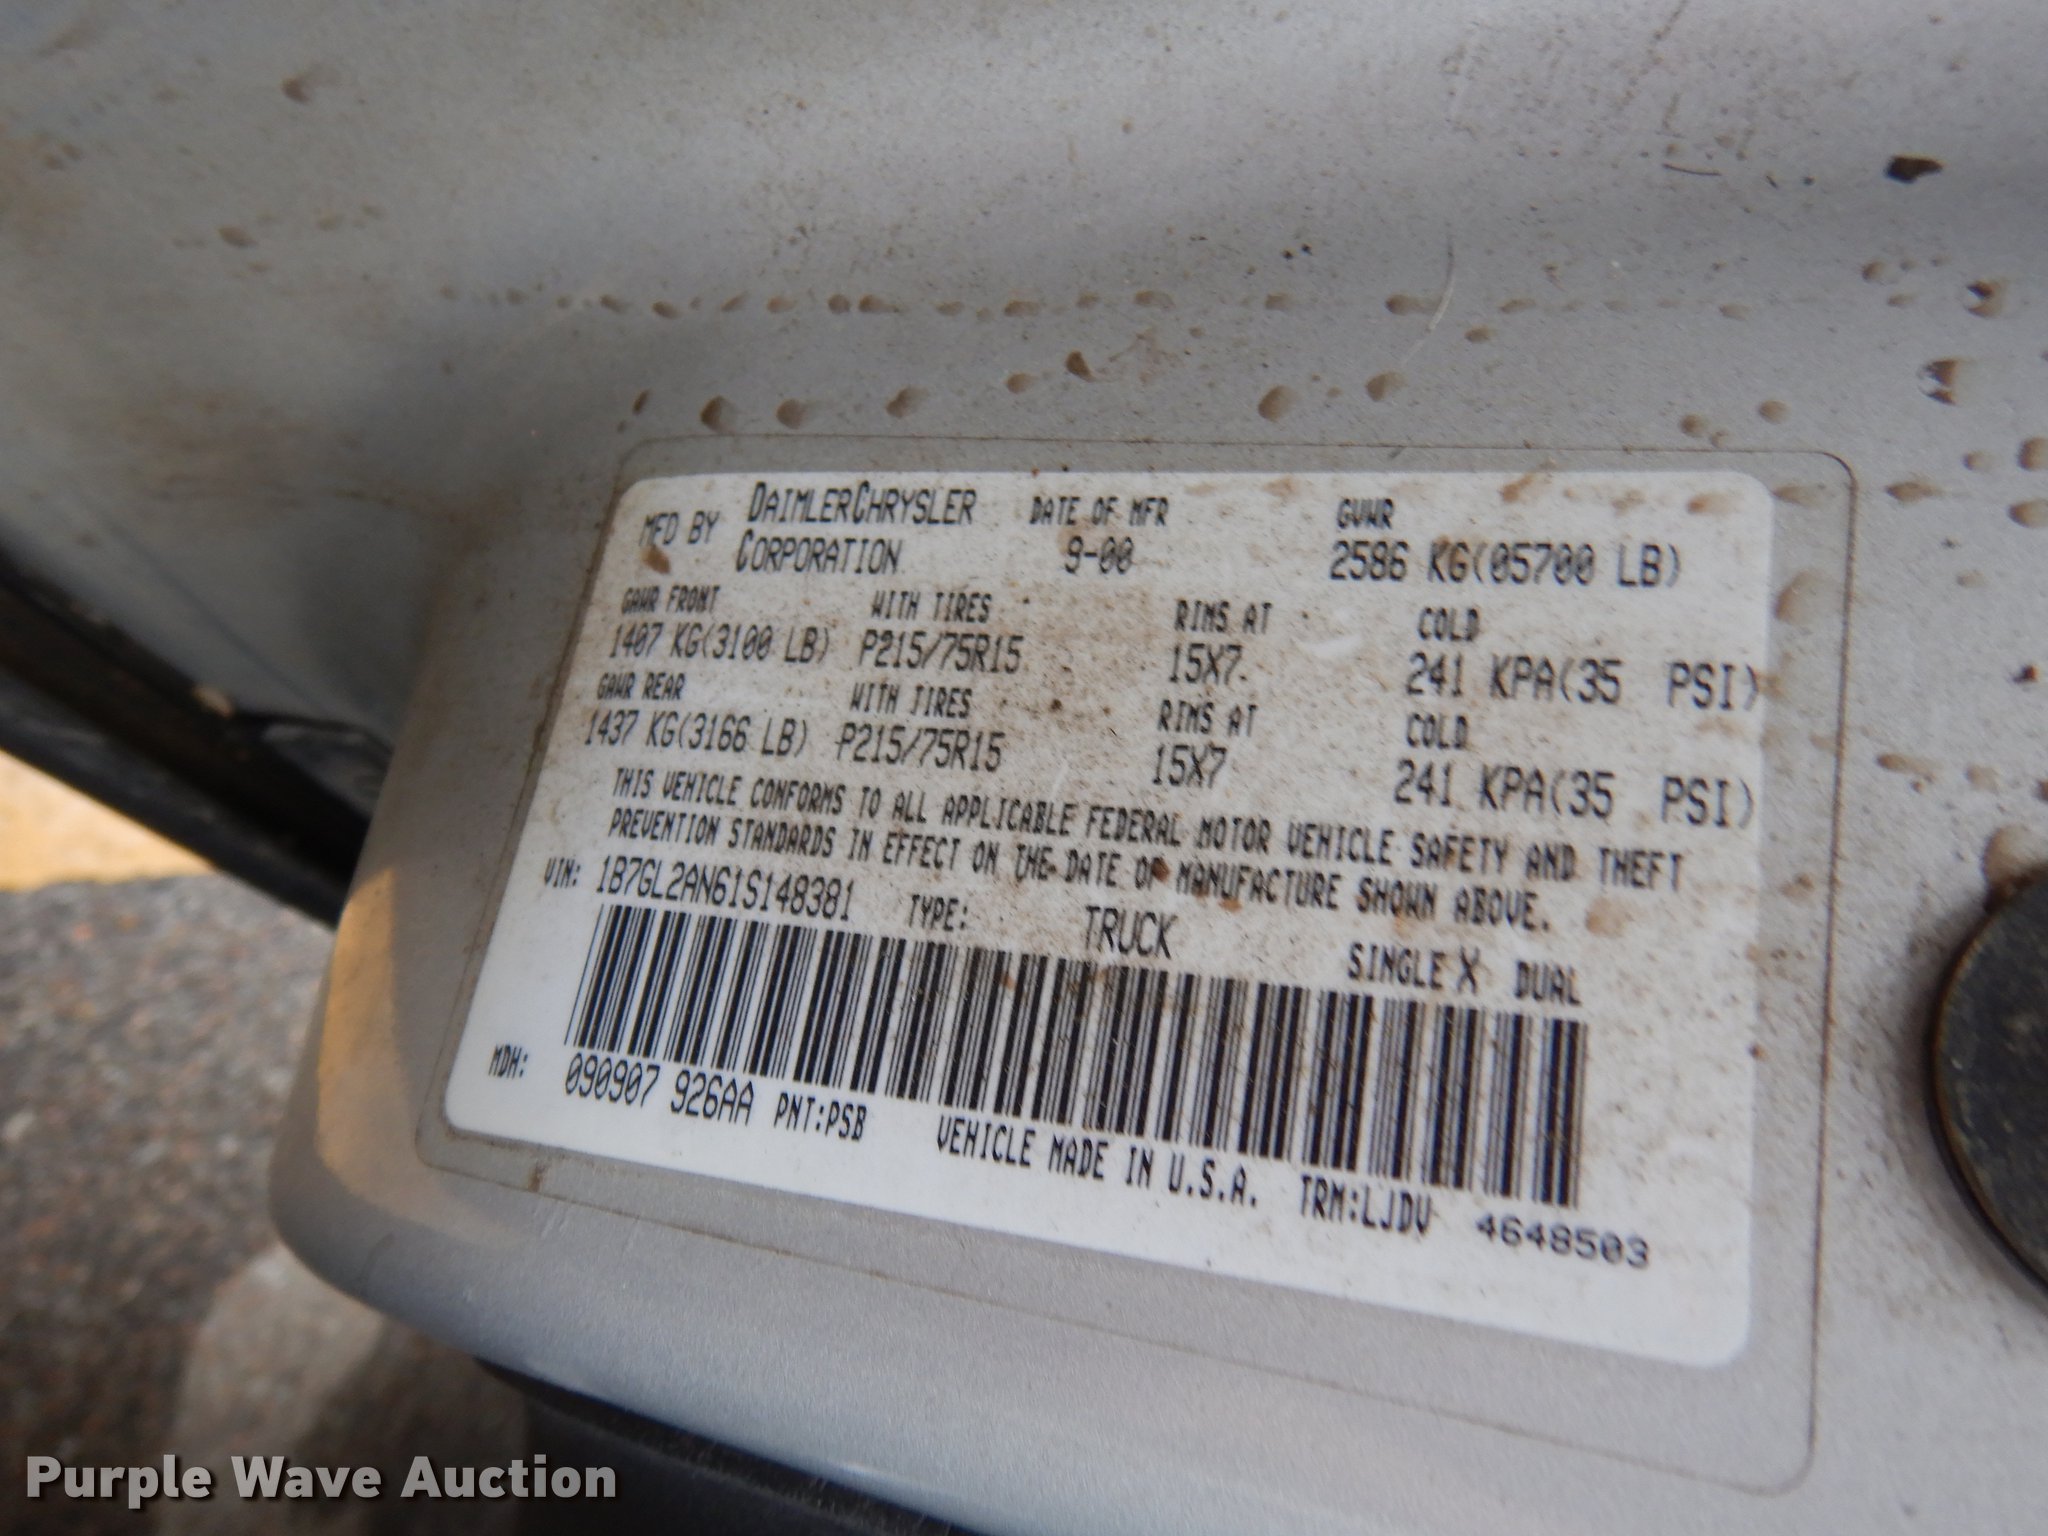 MFD BY DAIMLERCHRYSLER CORPORATION DATE OF MFR 9-00 GVWR 2586 KG(05700 LB)
GAWR FRONT WITH TIRES RIMS AT COLD
1407 KG(3100 LB) P215/75R15 15X7 241 KPA(35 PSI)
GAWR REAR WITH TIRES RIMS AT COLD
1437 KG(3166 LB) P215/75R15 15X7 241 KPA(35 PSI)
THIS VEHICLE CONFORMS TO ALL APPLICABLE FEDERAL MOTOR VEHICLE SAFETY AND THEFT
PREVENTION STANDARDS IN EFFECT ON THE DATE OF MANUFACTURE SHOWN ABOVE.
VIN: 1B7GL2AN61S148381 TYPE: TRUCK SINGLE X DUAL
MDH: 090907 926AA PNT:PSB VEHICLE MADE IN U.S.A. TRM:LJDV 4648503
Purple Wave Auction